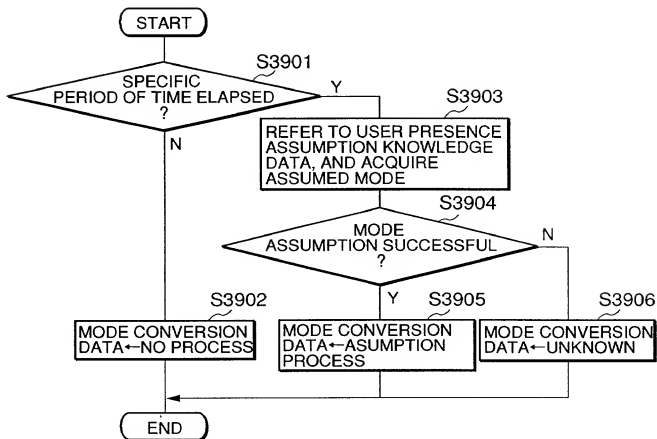 START
S3901
SPECIFIC
PERIOD OF TIME ELAPSED
?
Y
N
S3903
REFER TO USER PRESENCE
ASSUMPTION KNOWLEDGE
DATA, AND ACQUIRE
ASSUMED MODE
S3904
MODE
ASSUMPTION SUCCESSFUL
?
N
Y
S3902
MODE CONVERSION
DATA←NO PROCESS
S3905
MODE CONVERSION
DATA←ASUMPTION
PROCESS
S3906
MODE CONVERSION
DATA←UNKNOWN
END